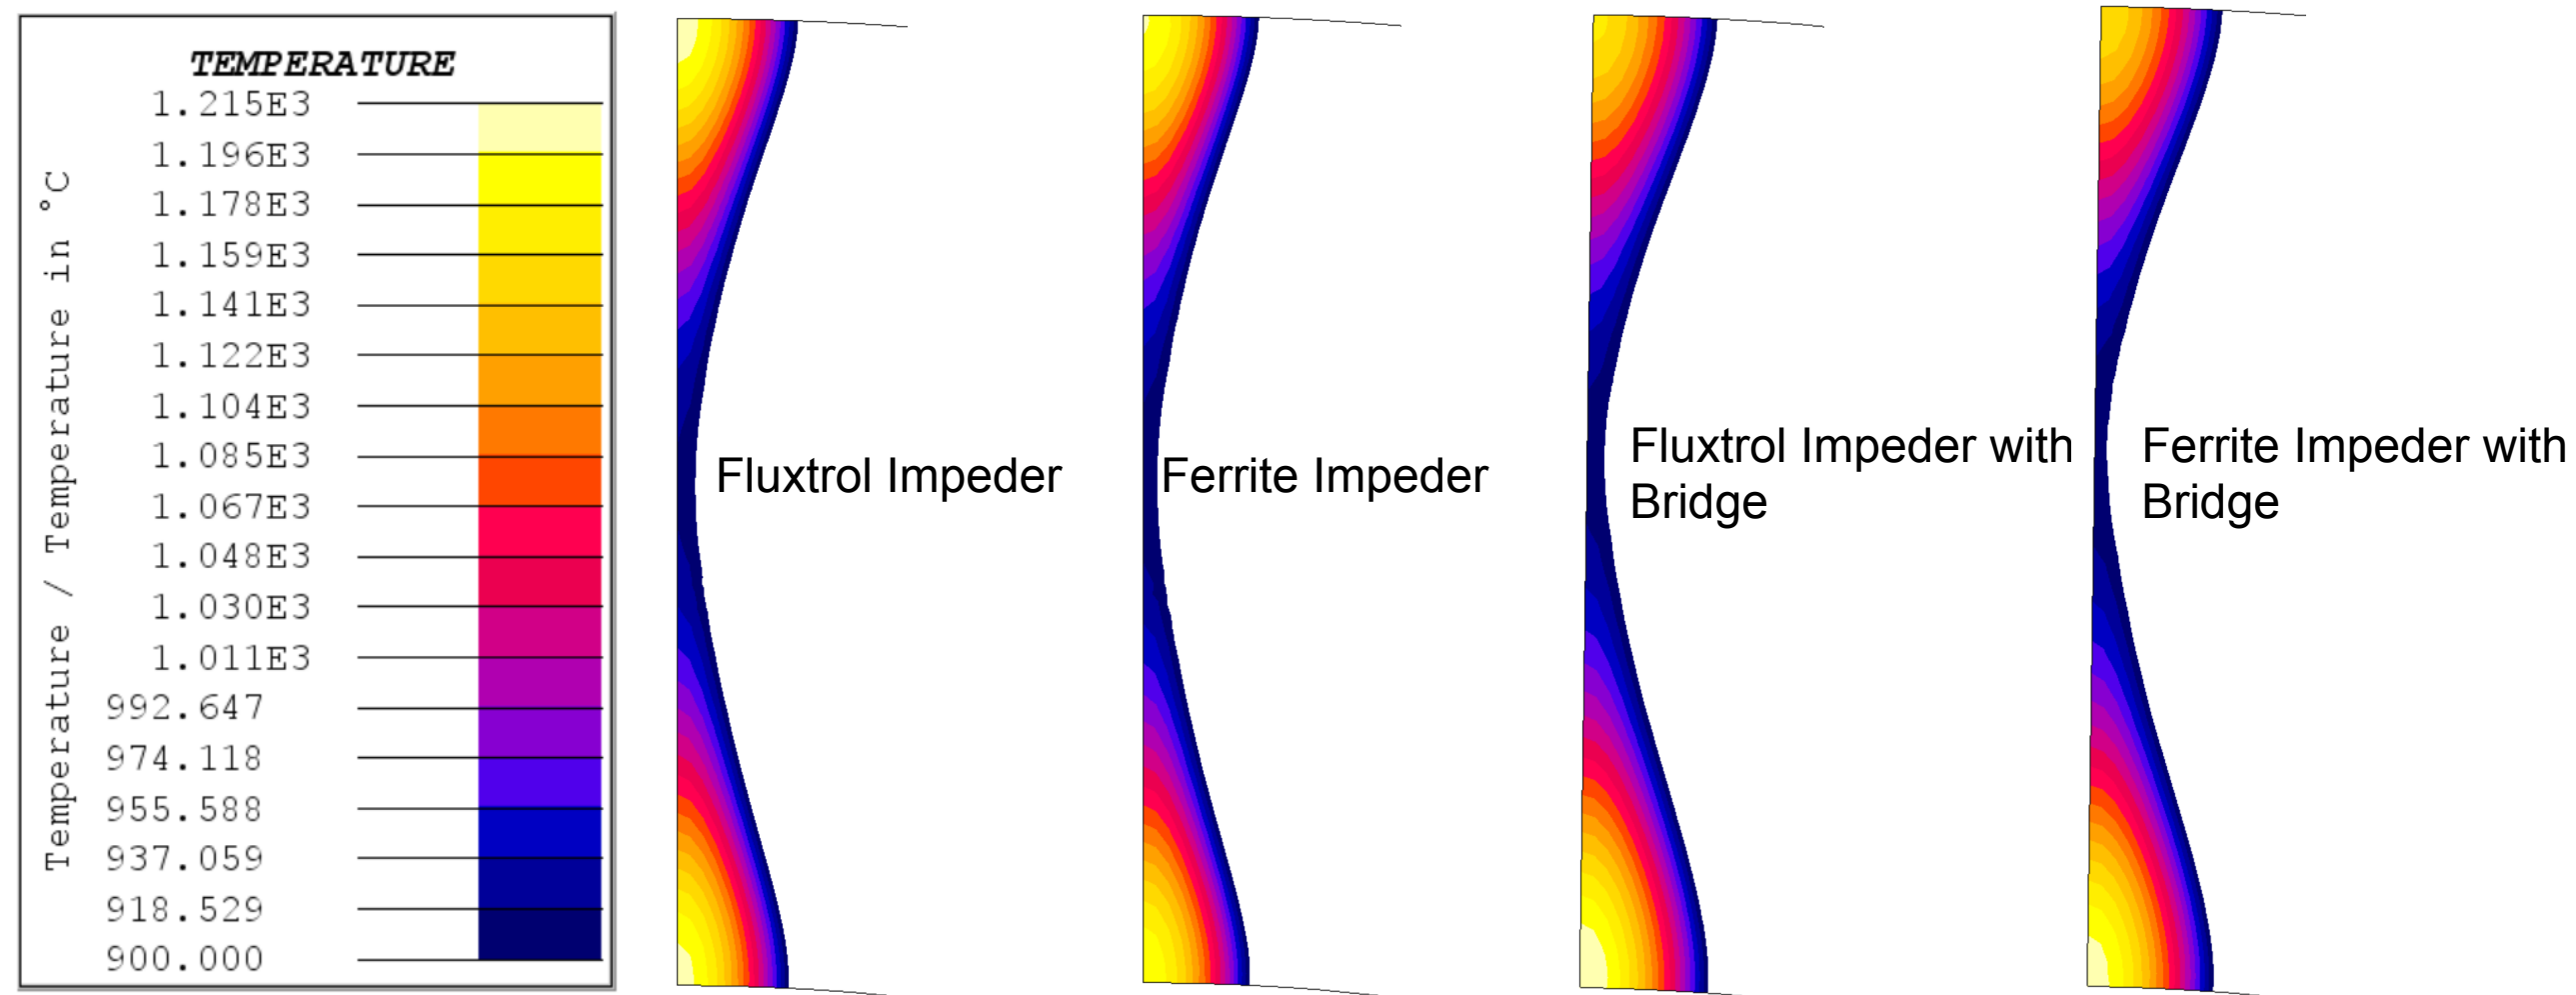 TEMPERATURE
Temperature / Temperature in °C
1.215E3
1.196E3
1.178E3
1.159E3
1.141E3
1.122E3
1.104E3
1.085E3
1.067E3
1.048E3
1.030E3
1.011E3
992.647
974.118
955.588
937.059
918.529
900.000
Fluxtrol Impeder
Ferrite Impeder
Fluxtrol Impeder with
Bridge
Ferrite Impeder with
Bridge